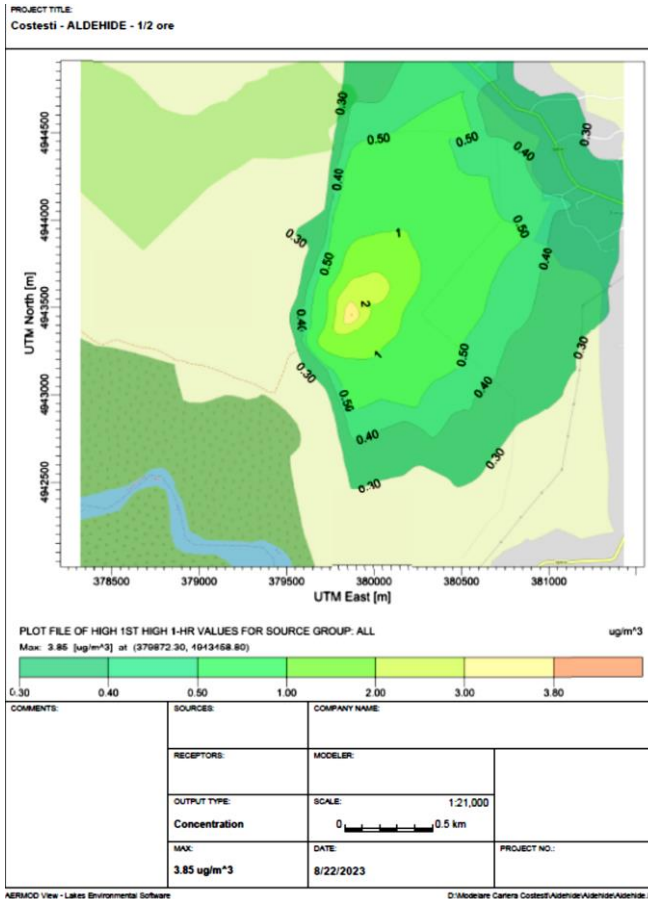 PROJECT TITLE:
Costesti - ALDEHIDE - 1/2 ore
UTM North [m]
4944500
4944000
4943500
4943000
4942500
0.30
0.50
0.50
0.30
0.40
0.40
0.30
0.50
0.40
0.50
1
2
0.40
1
0.30
0.50
0.30
0.50
0.40
0.40
0.30
0.30
378500 379000 379500 380000 380500 381000
UTM East [m]
PLOT FILE OF HIGH 1ST HIGH 1-HR VALUES FOR SOURCE GROUP: ALL ug/m^3
Max: 3.85 [ug/m^3] at (379872.30, 4943458.80)
0.30 0.40 0.50 1.00 2.00 3.00 3.80
COMMENTS:
SOURCES:
COMPANY NAME:
RECEPTORS:
MODELER:
OUTPUT TYPE:
Concentration
SCALE: 1:21,000
0 0.5 km
MAX:
3.85 ug/m^3
DATE:
8/22/2023
PROJECT NO.:
AERMOD View - Lakes Environmental Software
D:\Modelare Cariera Costesti\Aldehide\Aldehide\Aldehide.